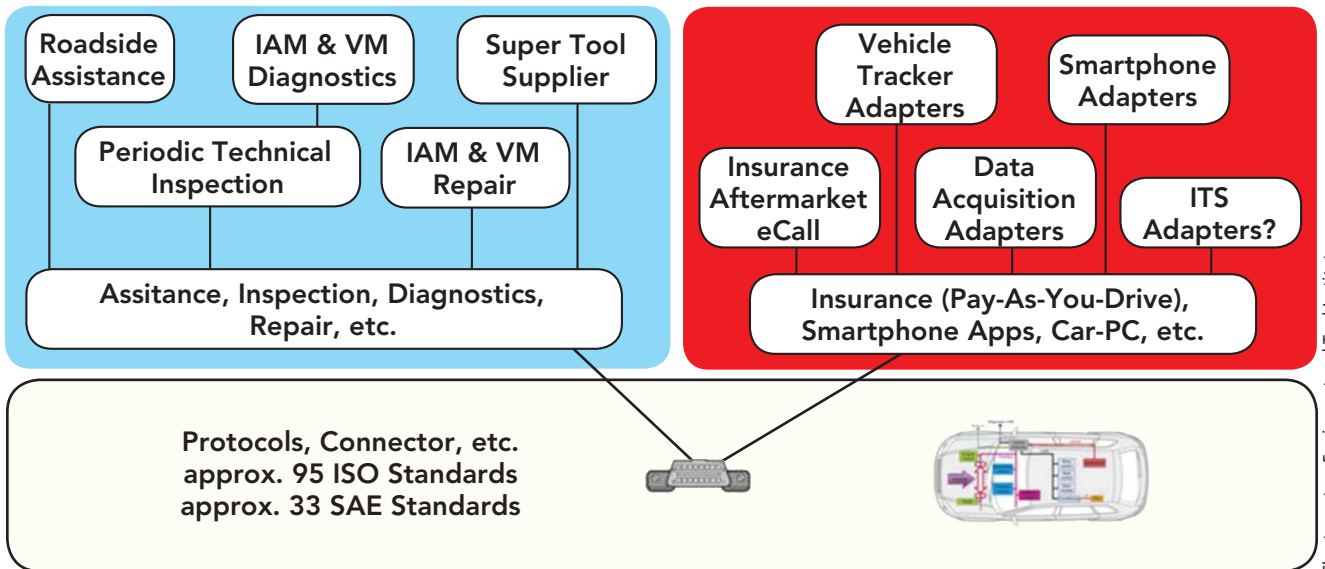 Roadside
Assistance
IAM & VM
Diagnostics
Super Tool
Supplier
Periodic Technical
Inspection
IAM & VM
Repair
Assitance, Inspection, Diagnostics,
Repair, etc.
Vehicle
Tracker
Adapters
Smartphone
Adapters
Insurance
Aftermarket
eCall
Data
Acquisition
Adapters
ITS
Adapters?
Insurance (Pay-As-You-Drive),
Smartphone Apps, Car-PC, etc.
Protocols, Connector, etc.
approx. 95 ISO Standards
approx. 33 SAE Standards